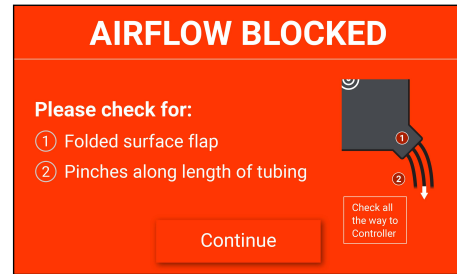 AIRFLOW BLOCKED
Please check for:
1 Folded surface flap
2 Pinches along length of tubing
1
2
Check all
the way to
Controller
Continue